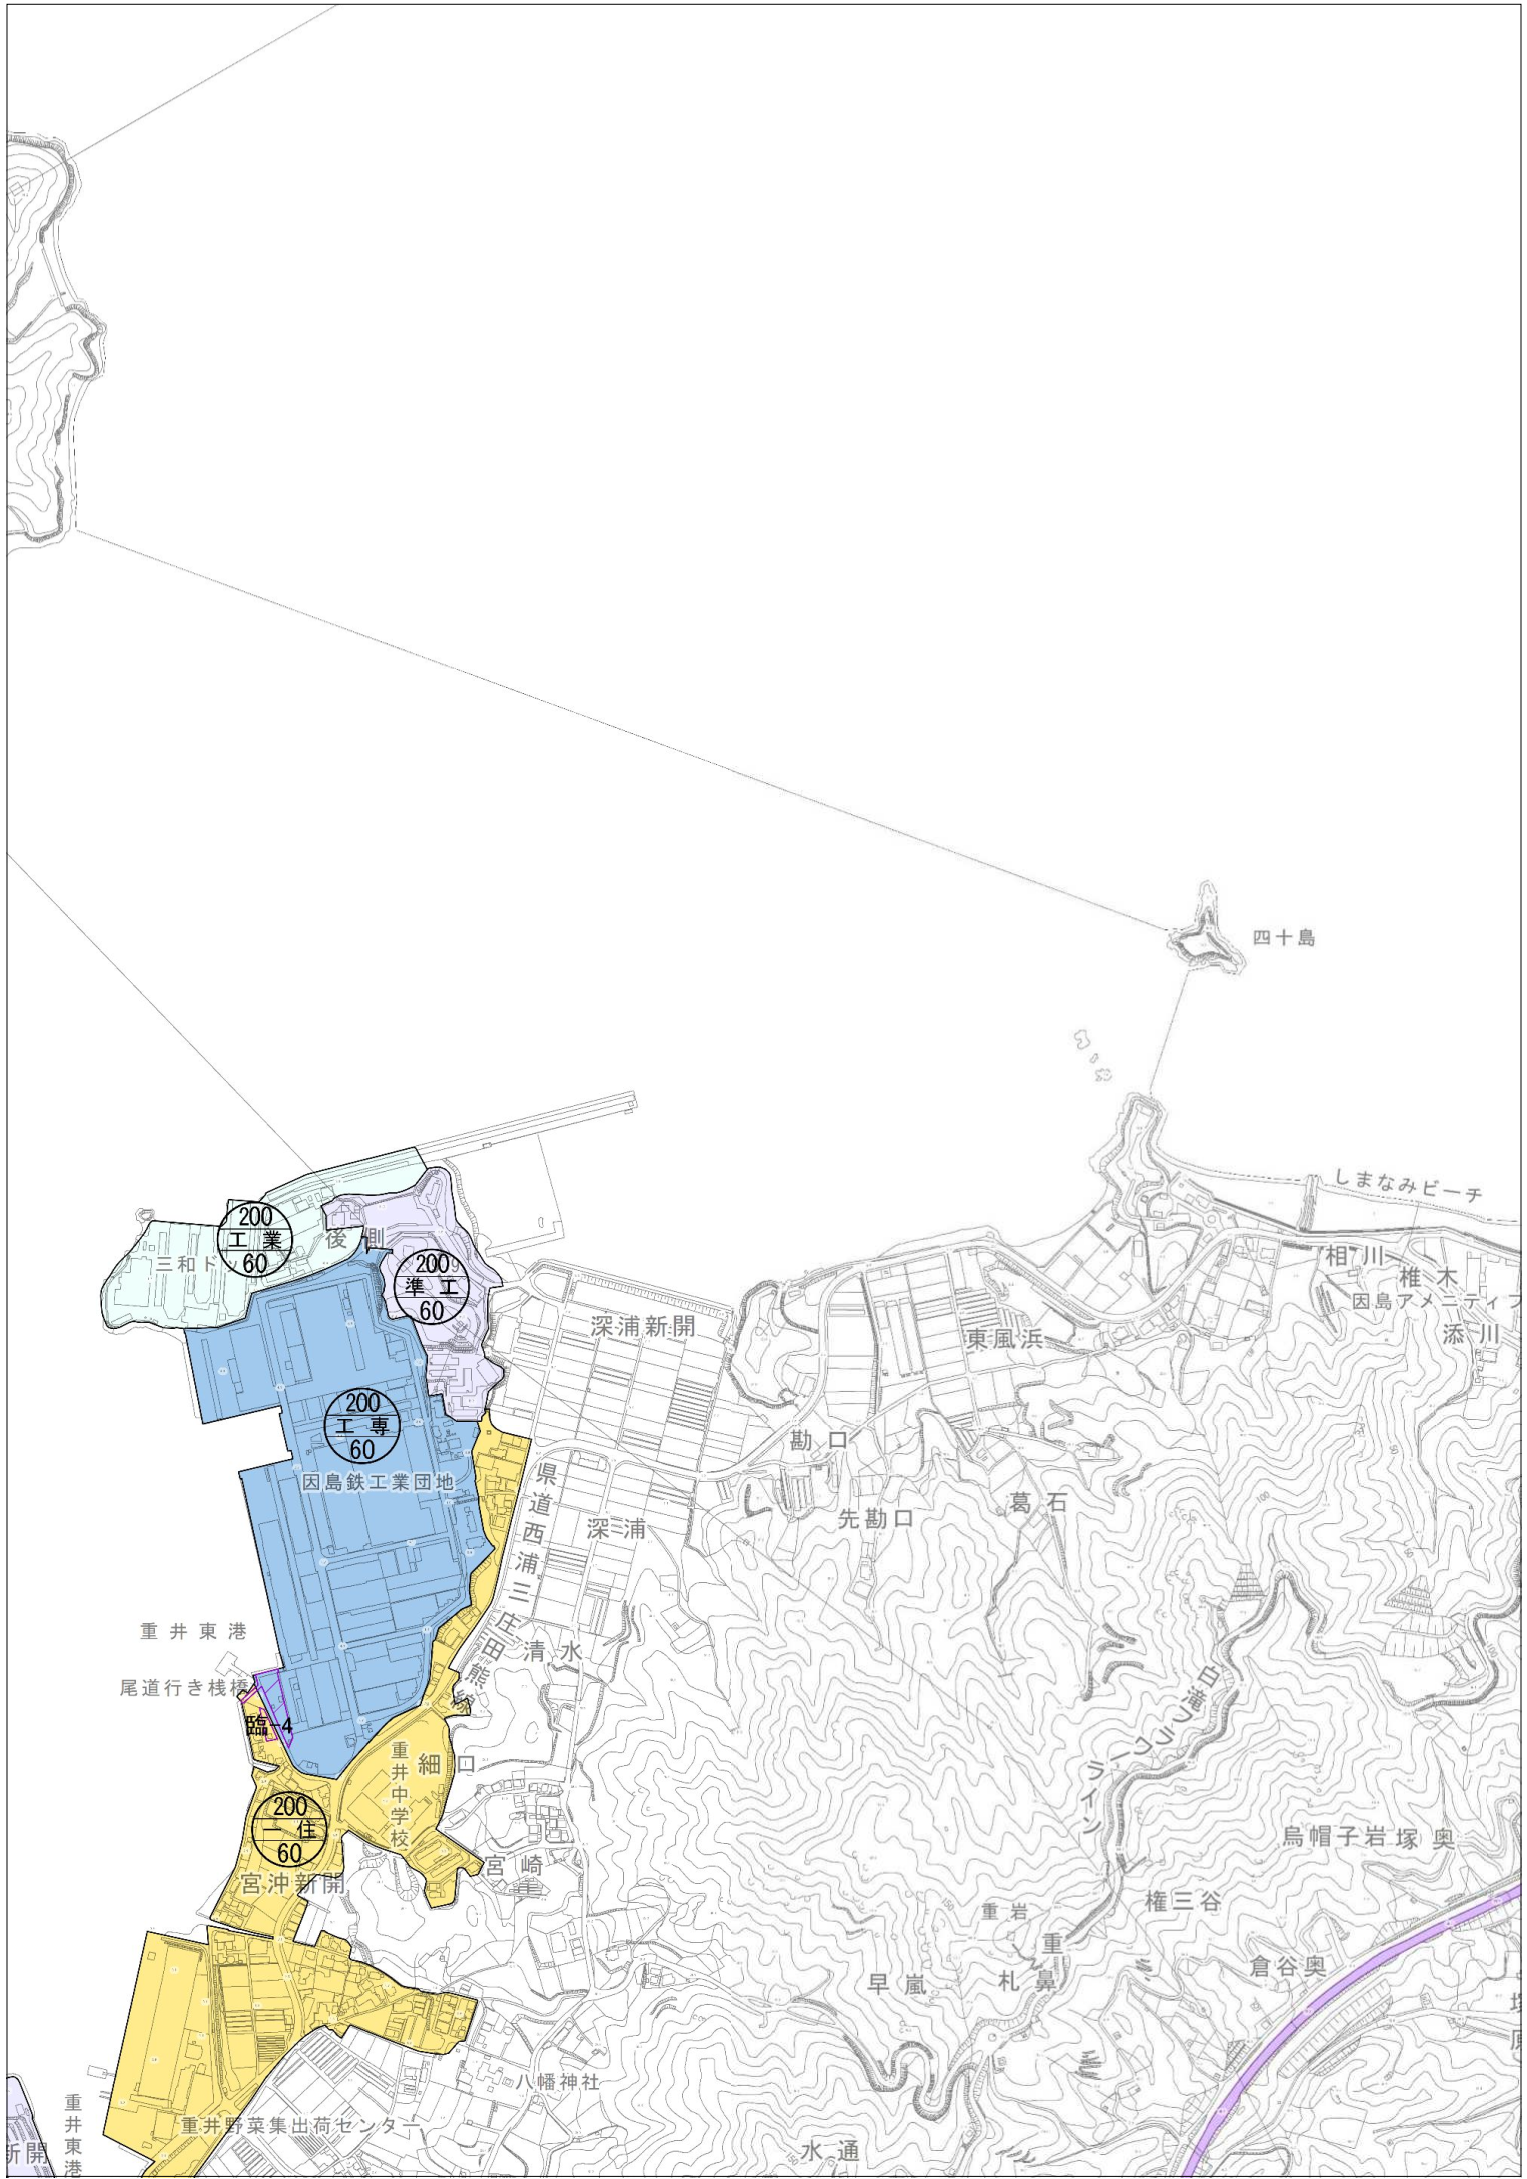 四十島
しまなみビーチ
200
工業
60
後側
三和ド
200
準工
60
相川
椎木
因島アメニティプ
添川
深浦新開
東風浜
200
工専
60
勘口
因島鉄工業団地
県道西浦三庄田熊線
深浦
先勘口
葛石
重井東港
清水
尾道行き桟橋
臨-4
白滝フラワーライン
重井中学校
細口
200
一住
60
烏帽子岩塚奥
宮崎
宮沖新開
権三谷
重岩
重
倉谷奥
早嵐
札鼻
八幡神社
重井東港
重井野菜集出荷センター
新開
水通